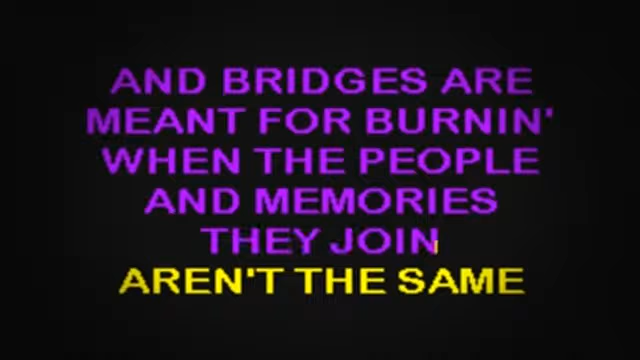 AND BRIDGES ARE
MEANT FOR BURNIN'
WHEN THE PEOPLE
AND MEMORIES
THEY JOIN
AREN'T THE SAME